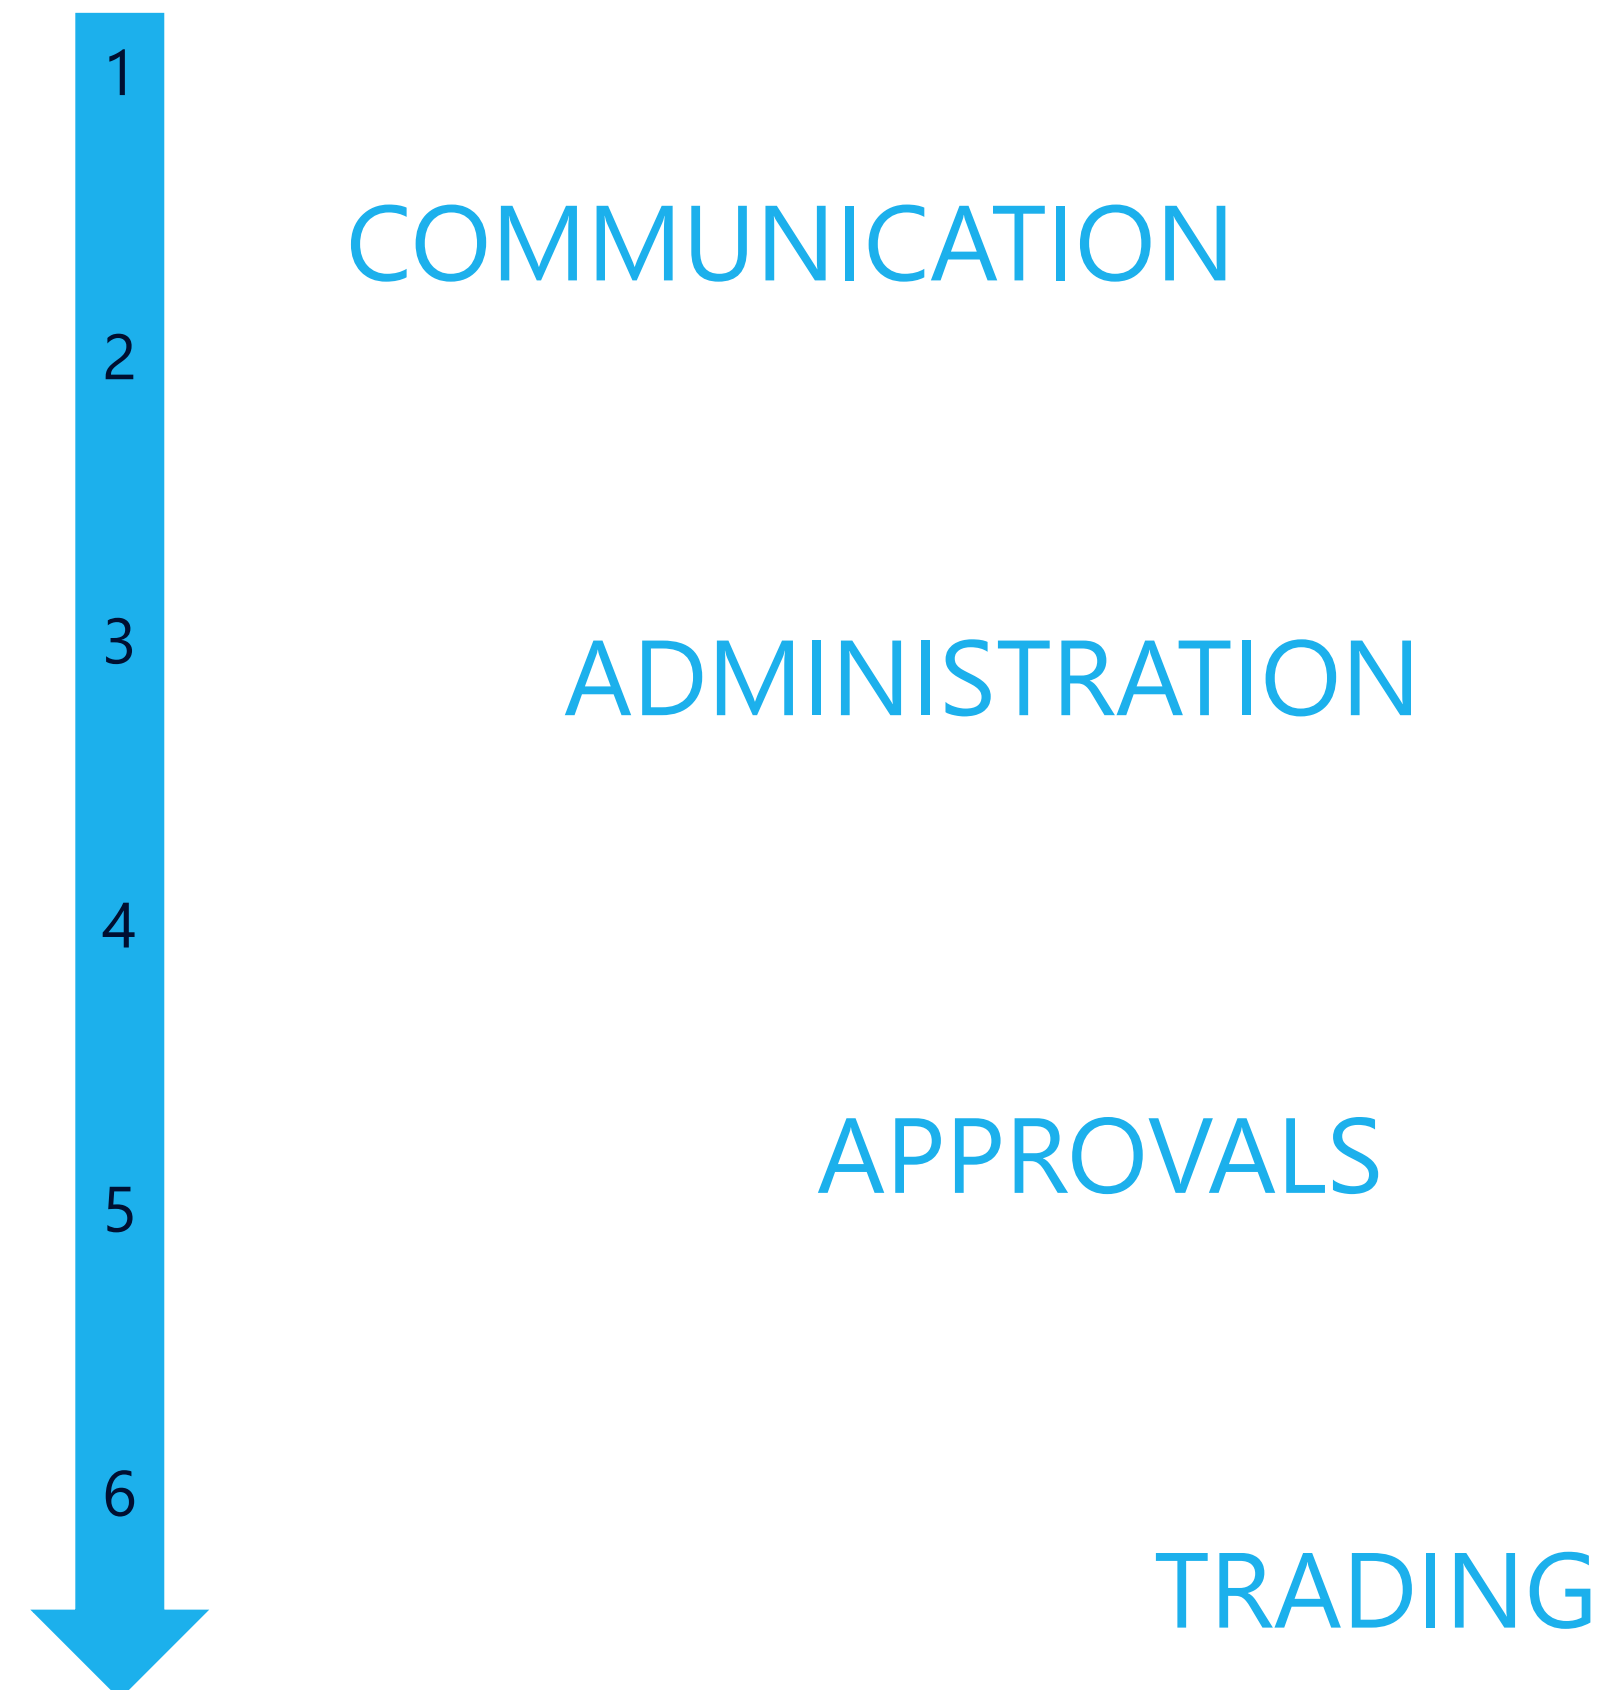 1
COMMUNICATION
2
3
ADMINISTRATION
4
APPROVALS
5
6
TRADING